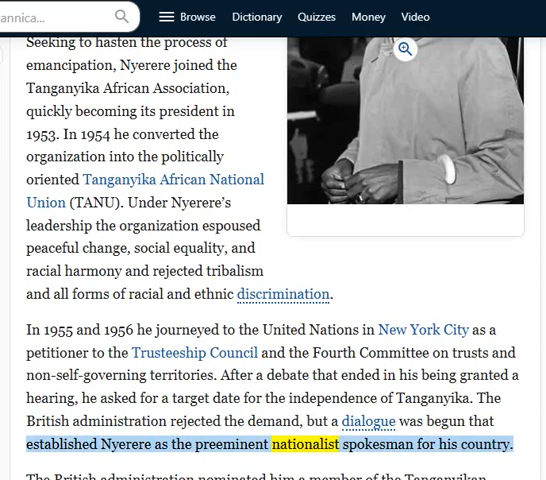 annica... Browse Dictionary Quizzes Money Video
Seeking to hasten the process of
emancipation, Nyerere joined the
Tanganyika African Association,
quickly becoming its president in
1953. In 1954 he converted the
organization into the politically
oriented Tanganyika African National
Union (TANU). Under Nyerere’s
leadership the organization espoused
peaceful change, social equality, and
racial harmony and rejected tribalism
and all forms of racial and ethnic discrimination.
In 1955 and 1956 he journeyed to the United Nations in New York City as a
petitioner to the Trusteeship Council and the Fourth Committee on trusts and
non-self-governing territories. After a debate that ended in his being granted a
hearing, he asked for a target date for the independence of Tanganyika. The
British administration rejected the demand, but a dialogue was begun that
established Nyerere as the preeminent nationalist spokesman for his country.
The British administration nominated him a member of the Tanganyikan